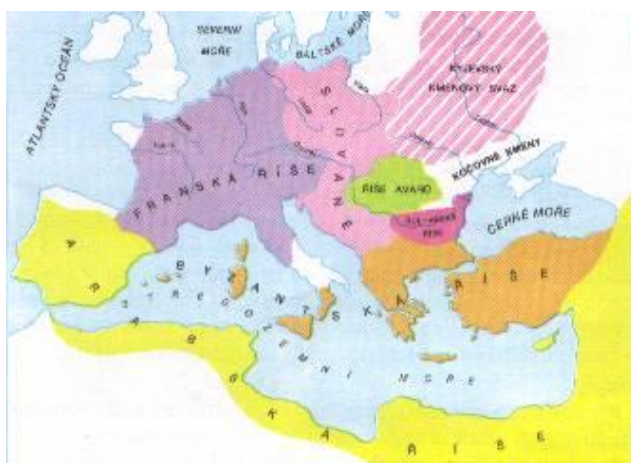 SEVERNÍ
MOŘE
BALTSKÉ MOŘE
ATLANTSKÝ OCEÁN
KYJEVSKÝ
KMENOVÝ SVAZ
SLOVANÉ
KOČOVNÉ KMENY
FRANSKÁ ŘÍŠE
ŘÍŠE AVARŮ
ŘÍŠE
ČERNÉ MOŘE
BYZANTSKÁ ŘÍŠE
STŘEDOZEMNÍ MOŘE
ARABSKÁ ŘÍŠE